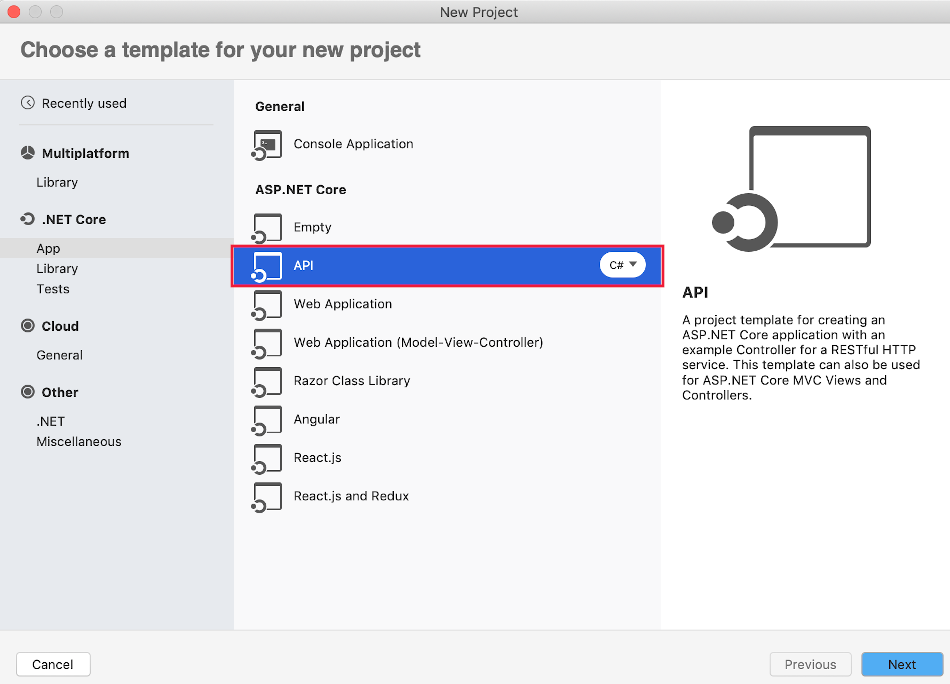 New Project
Choose a template for your new project
Recently used
Multiplatform
Library
.NET Core
App
Library
Tests
Cloud
General
Other
.NET
Miscellaneous
General
Console Application
ASP.NET Core
Empty
API
C#
Web Application
Web Application (Model-View-Controller)
Razor Class Library
Angular
React.js
React.js and Redux
API
A project template for creating an
ASP.NET Core application with an
example Controller for a RESTful HTTP
service. This template can also be used
for ASP.NET Core MVC Views and
Controllers.
Cancel
Previous
Next